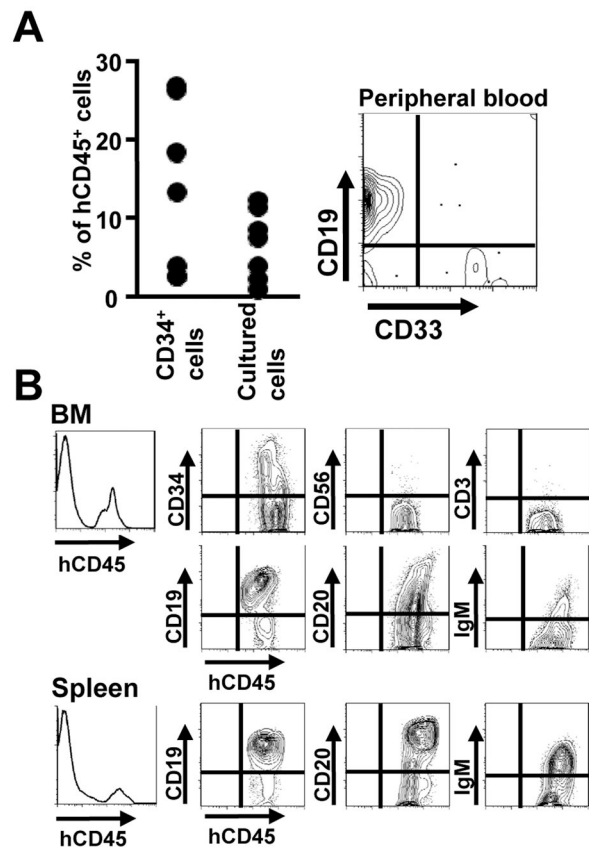 A
30
20
10
0
% of hCD45⁺ cells
CD34⁺
cells
Cultured
cells
Peripheral blood
CD19
CD33
B
BM
hCD45
CD34
CD56
CD3
CD19
CD20
IgM
hCD45
Spleen
hCD45
CD19
CD20
IgM
hCD45